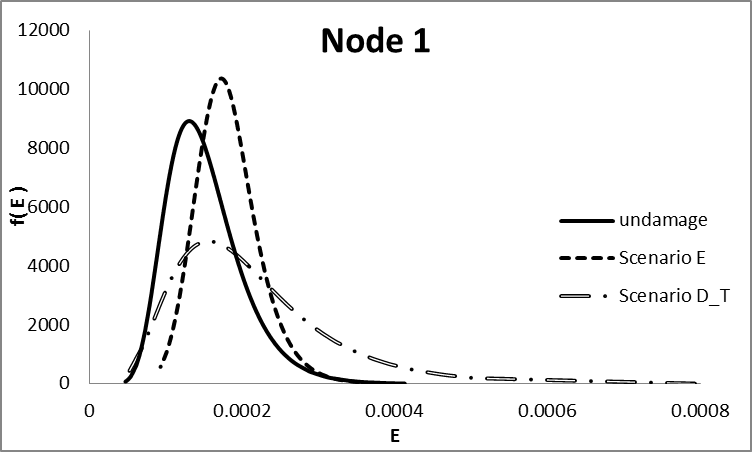 Node 1
12000
10000
8000
6000
4000
2000
0
f( E )
undamage
Scenario E
Scenario D_T
0
0.0002
0.0004
0.0006
0.0008
E